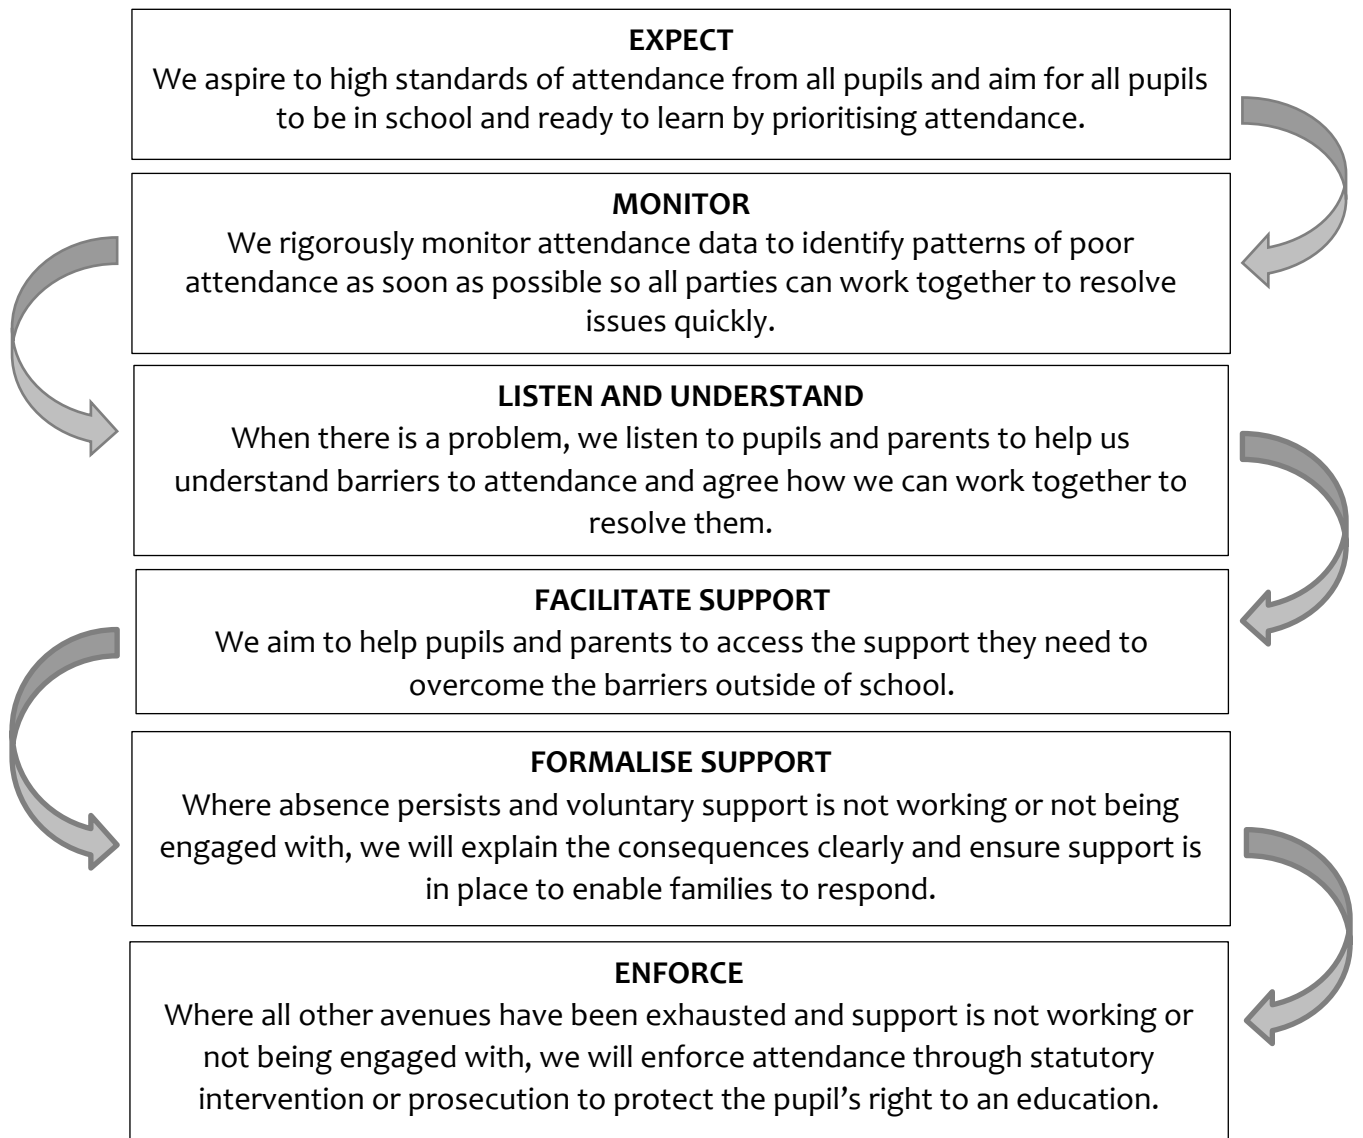 EXPECT
We aspire to high standards of attendance from all pupils and aim for all pupils
to be in school and ready to learn by prioritising attendance.
MONITOR
We rigorously monitor attendance data to identify patterns of poor
attendance as soon as possible so all parties can work together to resolve
issues quickly.
LISTEN AND UNDERSTAND
When there is a problem, we listen to pupils and parents to help us
understand barriers to attendance and agree how we can work together to
resolve them.
FACILITATE SUPPORT
We aim to help pupils and parents to access the support they need to
overcome the barriers outside of school.
FORMALISE SUPPORT
Where absence persists and voluntary support is not working or not being
engaged with, we will explain the consequences clearly and ensure support is
in place to enable families to respond.
ENFORCE
Where all other avenues have been exhausted and support is not working or
not being engaged with, we will enforce attendance through statutory
intervention or prosecution to protect the pupil’s right to an education.